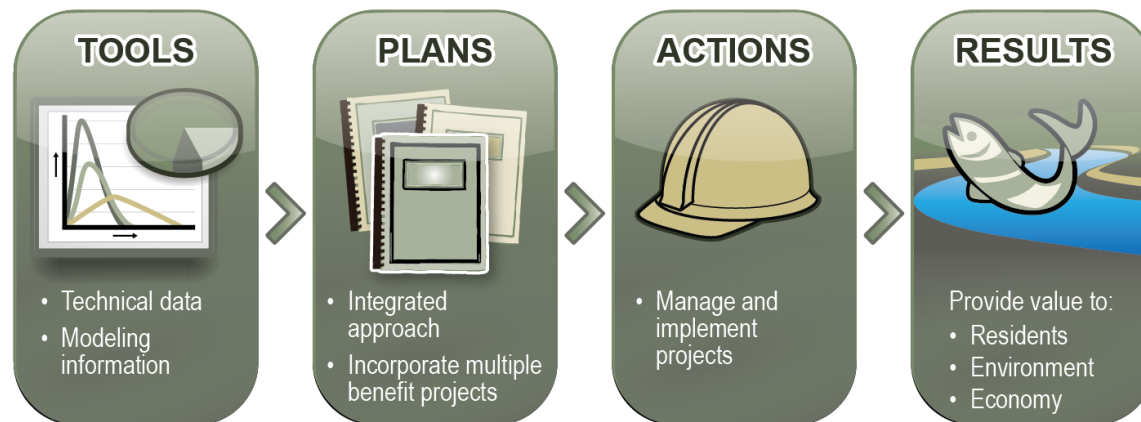 TOOLS
• Technical data
• Modeling
information
PLANS
• Integrated
approach
• Incorporate multiple
benefit projects
ACTIONS
• Manage and
implement
projects
RESULTS
Provide value to:
• Residents
• Environment
• Economy